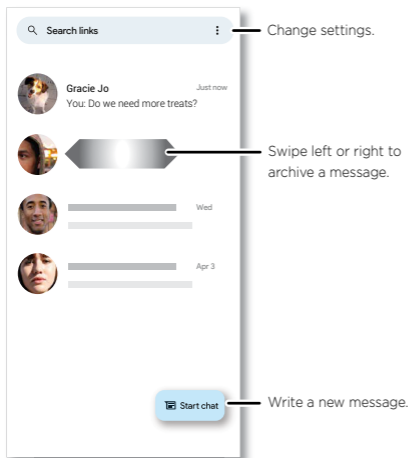 Search links
Change settings.
Gracie Jo
Just now
You: Do we need more treats?
Swipe left or right to
archive a message.
Wed
Apr 3
Start chat
Write a new message.